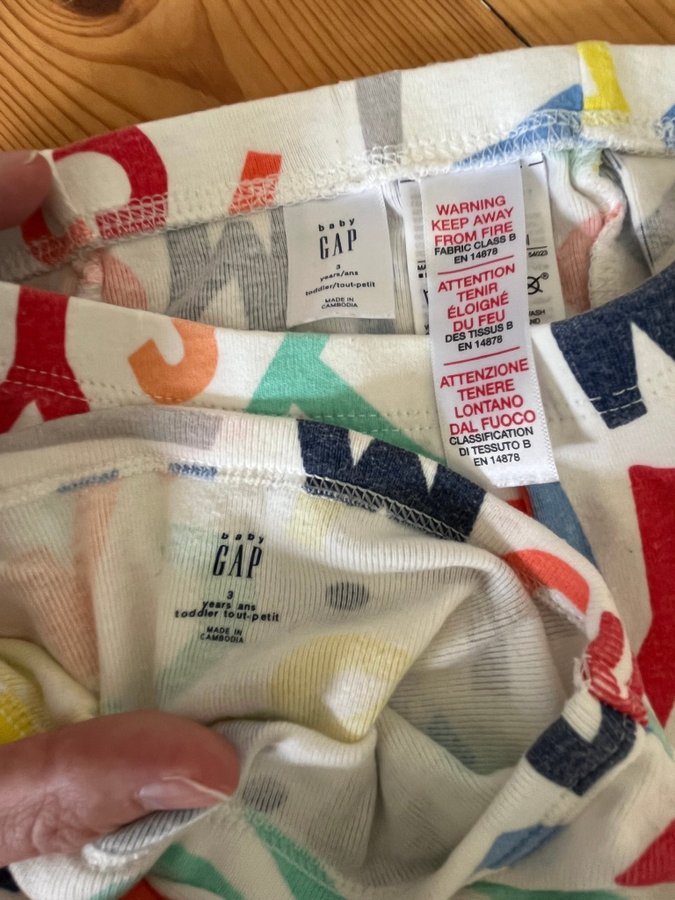 baby
GAP
3
years/ans
toddler/tout-petit
MADE IN
CAMBODIA
WARNING
KEEP AWAY
FROM FIRE
FABRIC CLASS B
EN 14878
ATTENTION
TENIR
ÉLOIGNÉ
DU FEU
DES TISSUS B
EN 14878
ATTENZIONE
TENERE
LONTANO
DAL FUOCO
CLASSIFICATION
DI TESSUTO B
EN 14878
54023
baby
GAP
3
years ans
toddler tout-petit
MADE IN
CAMBODIA